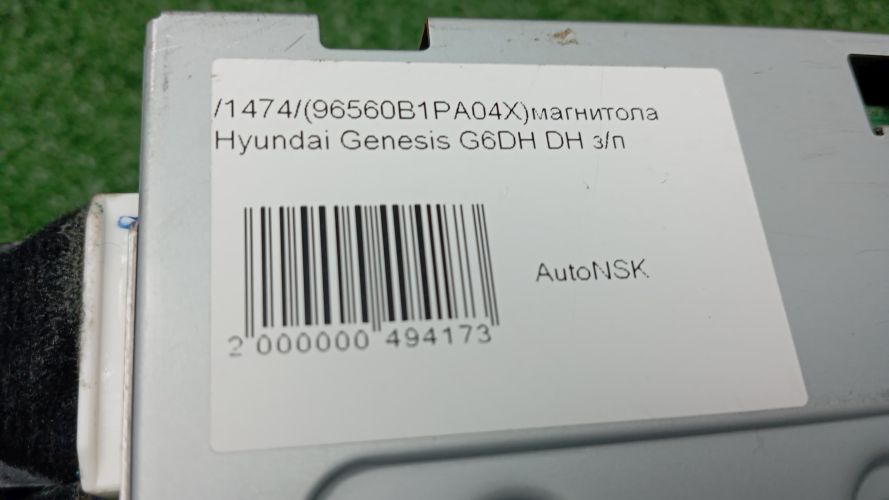 /1474/(96560B1PA04X)магнитола
Hyundai Genesis G6DH DH з/п
AutoNSK
2 000000 494173